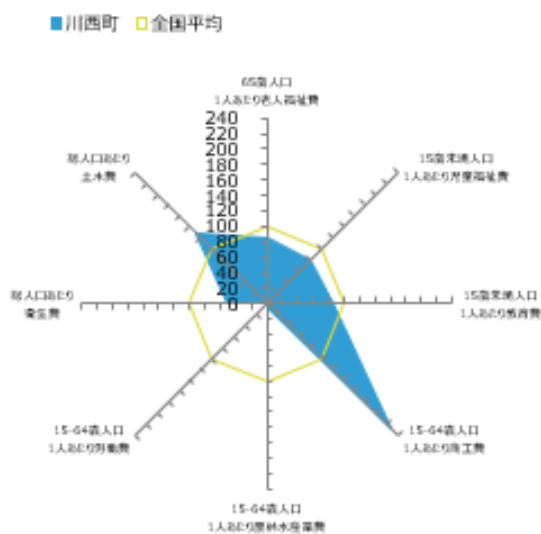 川西町 全国平均
65歳人口
1人あたり老人福祉費
240
220
200
180
160
140
120
100
80
60
40
20
0
15歳未満人口
1人あたり児童福祉費
15歳未満人口
1人あたり教育費
15-64歳人口
1人あたり商工費
15-64歳人口
1人あたり農林水産業費
15-64歳人口
1人あたり労働費
総人口あたり
衛生費
総人口あたり
土木費